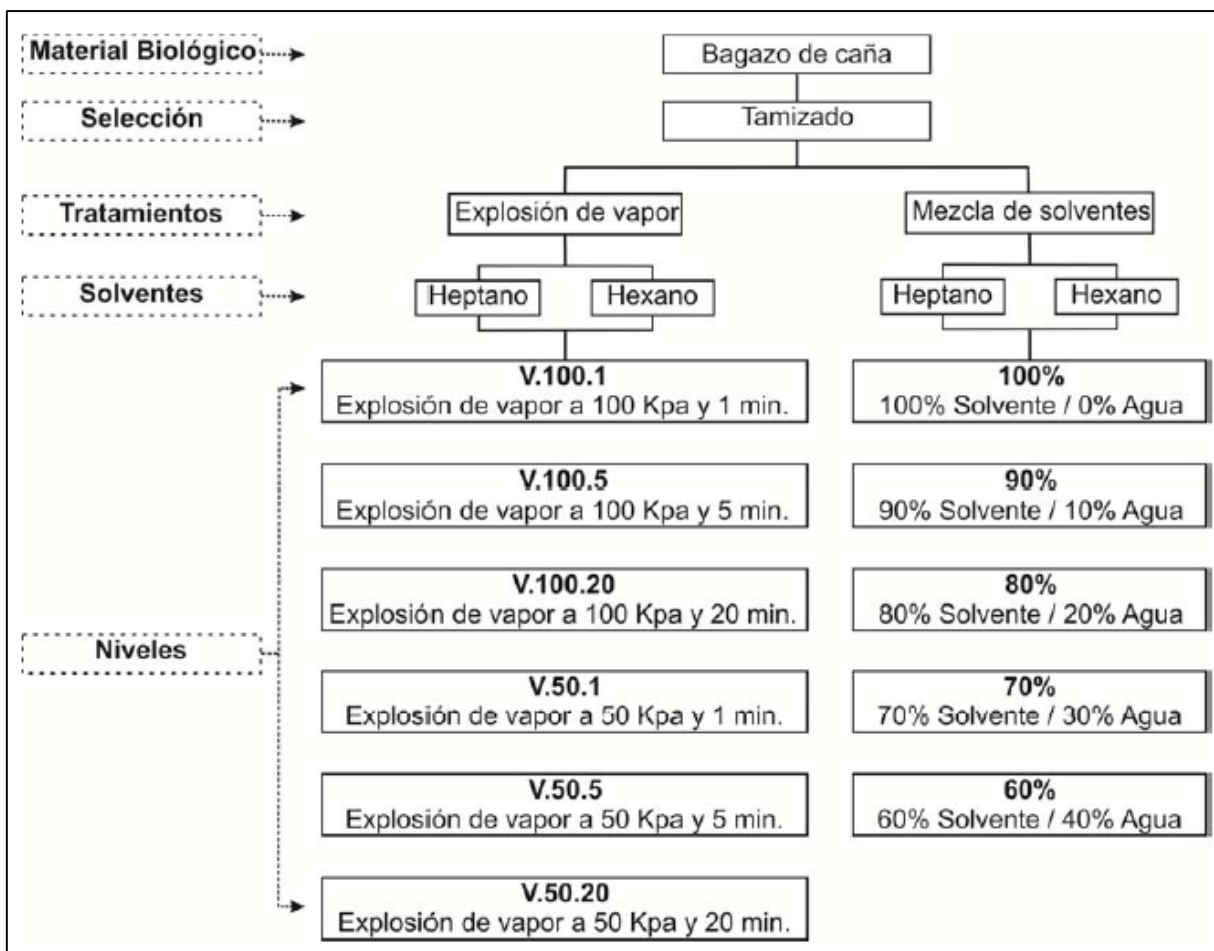 Material Biológico
Bagazo de caña
Selección
Tamizado
Tratamientos
Explosión de vapor
Mezcla de solventes
Solventes
Heptano
Hexano
Heptano
Hexano
V.100.1
Explosión de vapor a 100 Kpa y 1 min.
100%
100% Solvente / 0% Agua
V.100.5
Explosión de vapor a 100 Kpa y 5 min.
90%
90% Solvente / 10% Agua
V.100.20
Explosión de vapor a 100 Kpa y 20 min.
80%
80% Solvente / 20% Agua
Niveles
V.50.1
Explosión de vapor a 50 Kpa y 1 min.
70%
70% Solvente / 30% Agua
V.50.5
Explosión de vapor a 50 Kpa y 5 min.
60%
60% Solvente / 40% Agua
V.50.20
Explosión de vapor a 50 Kpa y 20 min.